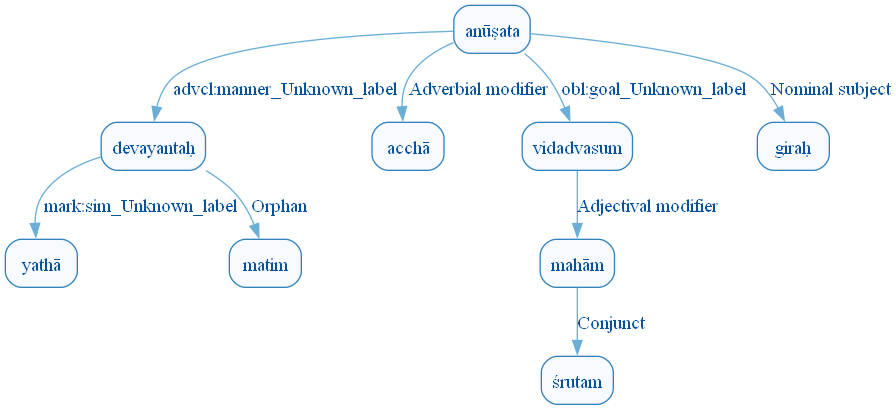 anūṣata
advcl:manner_Unknown_label Adverbial modifier obl:goal_Unknown_label Nominal subject
devayantaḥ acchā vidadvasum giraḥ
mark:sim_Unknown_label Orphan Adjectival modifier
yathā matim mahām
Conjunct
śrutam